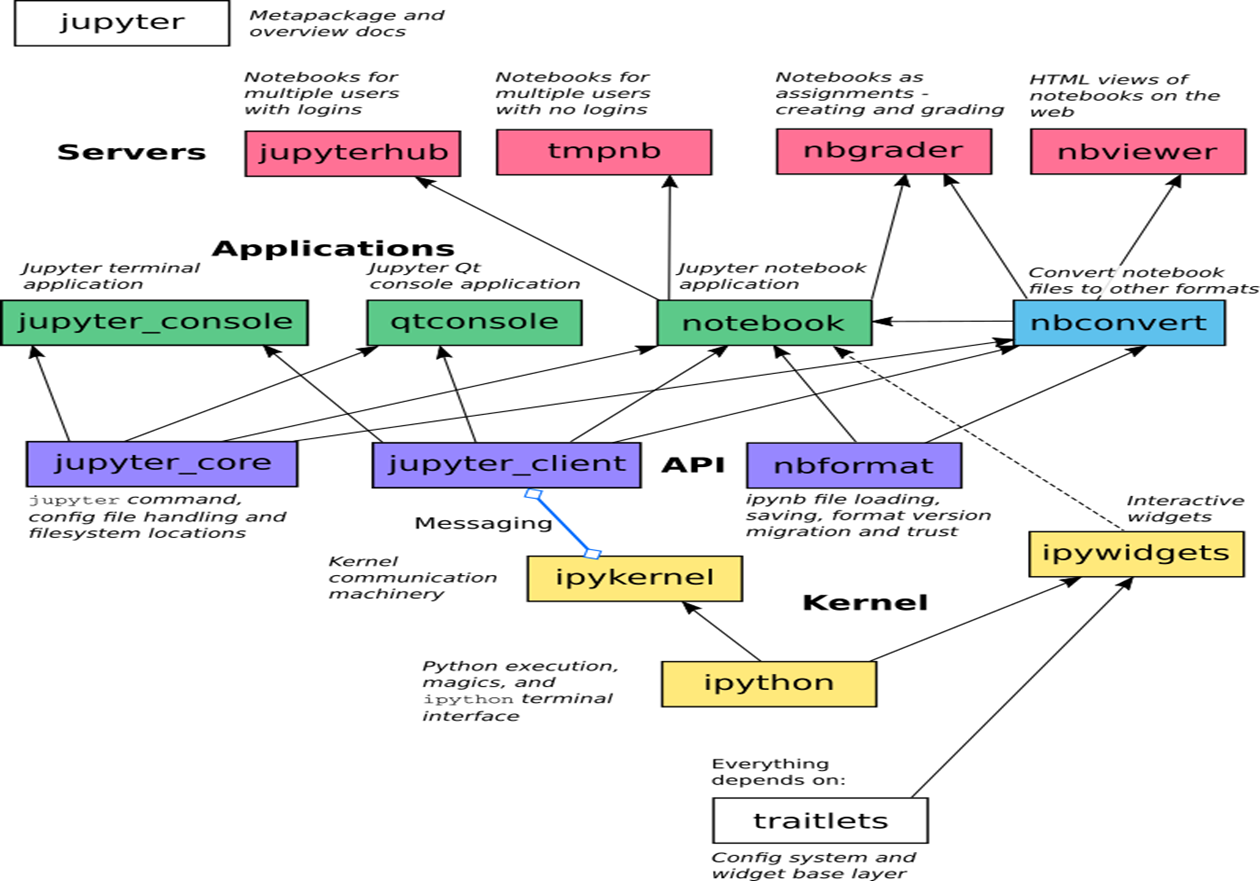 jupyter
Metapackage and
overview docs
Notebooks for
multiple users
with logins
Notebooks for
multiple users
with no logins
Notebooks as
assignments -
creating and grading
HTML views of
notebooks on the
web
Servers
jupyterhub
tmpnb
nbgrader
nbviewer
Applications
Jupyter terminal
application
Jupyter Qt
console application
Jupyter notebook
application
Convert notebook
files to other formats
jupyter_console
qtconsole
notebook
nbconvert
jupyter_core
jupyter_client
API
nbformat
jupyter command,
config file handling and
filesystem locations
Messaging
ipynb file loading,
saving, format version
migration and trust
Interactive
widgets
ipywidgets
Kernel
communication
machinery
ipykernel
Kernel
Python execution,
magics, and
ipython terminal
interface
ipython
Everything
depends on:
traitlets
Config system and
widget base layer